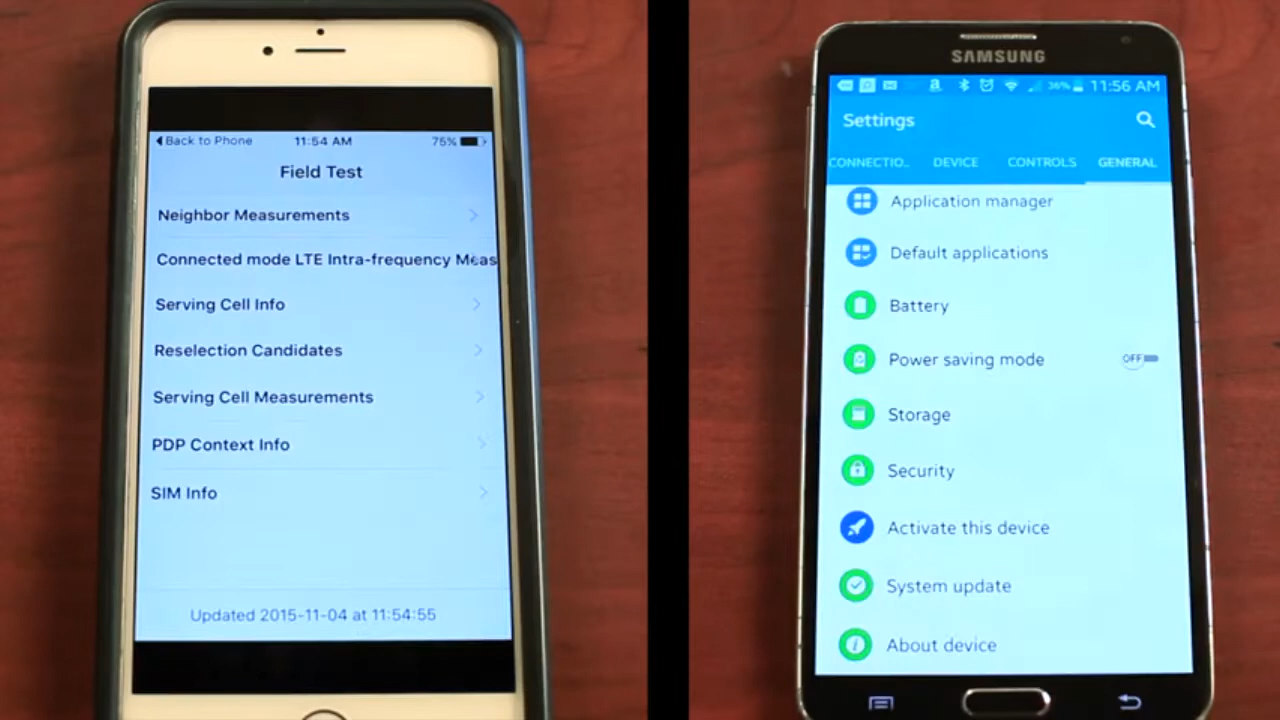 Back to Phone 11:54 AM 75%
Field Test
Neighbor Measurements
Connected mode LTE Intra-frequency Meas
Serving Cell Info
Reselection Candidates
Serving Cell Measurements
PDP Context Info
SIM Info
Updated 2015-11-04 at 11:54:55
SAMSUNG
36% 11:56 AM
Settings
CONNECTIO.. DEVICE CONTROLS GENERAL
Application manager
Default applications
Battery
Power saving mode OFF
Storage
Security
Activate this device
System update
About device